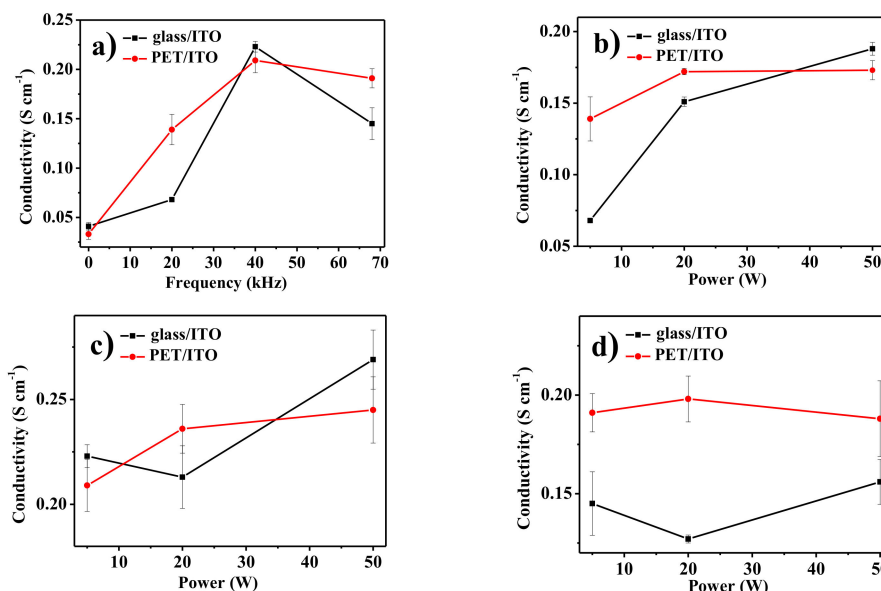 a)
glass/ITO
PET/ITO
0.25
0.20
0.15
0.10
0.05
Conductivity (S cm⁻¹)
0 10 20 30 40 50 60 70
Frequency (kHz)
b)
glass/ITO
PET/ITO
0.20
0.15
0.10
0.05
Conductivity (S cm⁻¹)
10 20 30 40 50
Power (W)
c)
glass/ITO
PET/ITO
0.25
0.20
Conductivity (S cm⁻¹)
10 20 30 40 50
Power (W)
d)
glass/ITO
PET/ITO
0.20
0.15
Conductivity (S cm⁻¹)
10 20 30 40
Power (W)